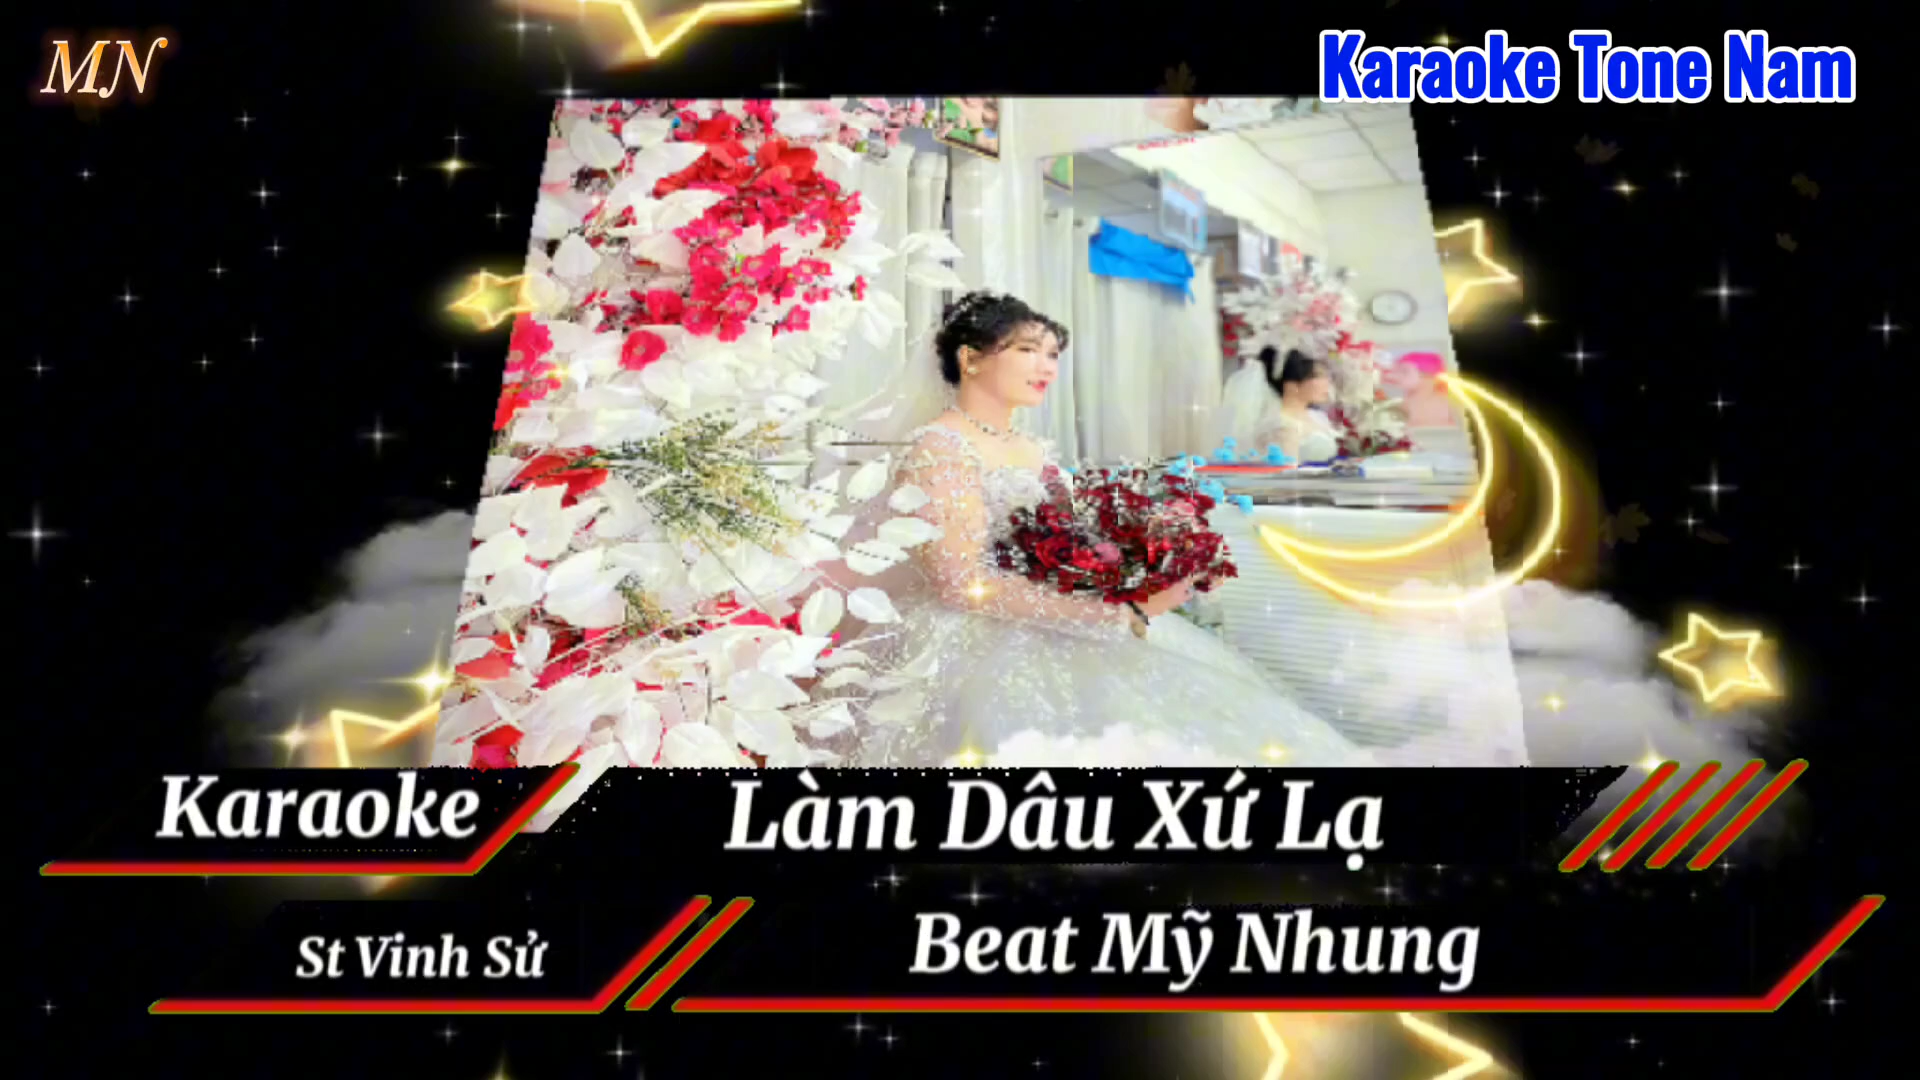 MN
Karaoke Tone Nam
Karaoke
Làm Dâu Xứ Lạ
St Vinh Sử
Beat Mỹ Nhung